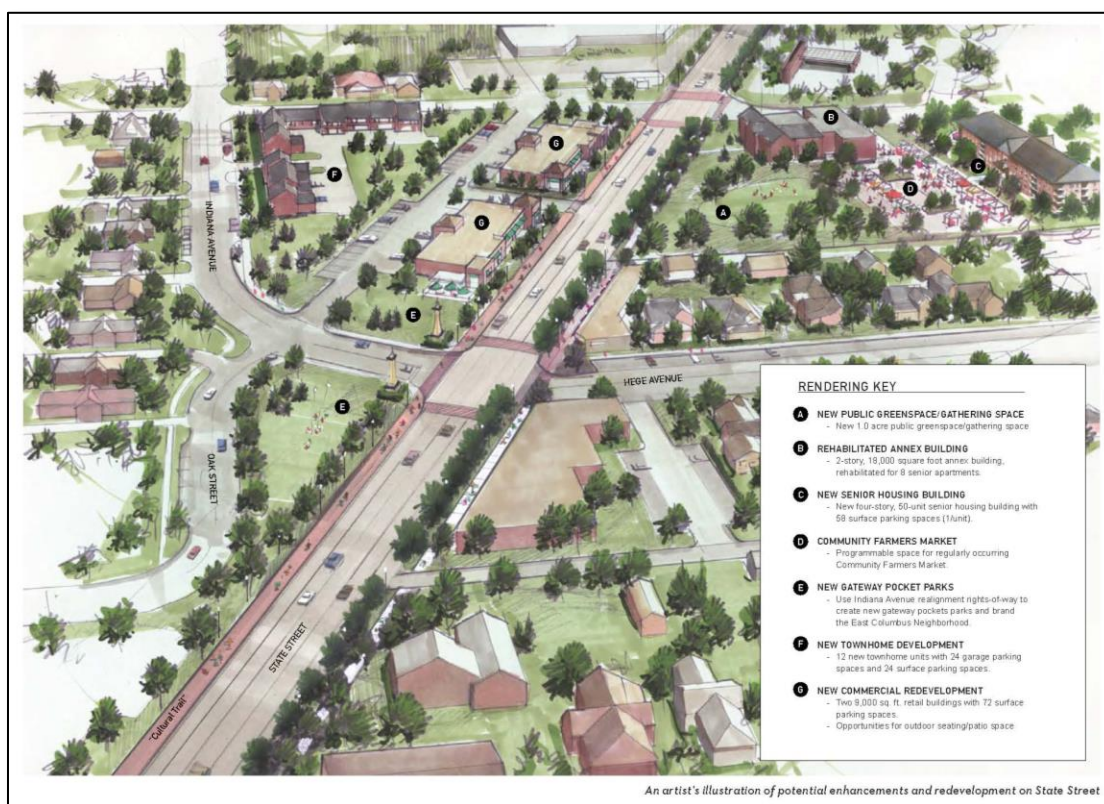 INDIANA AVENUE
OAK STREET
STATE STREET
"Cultural Trail"
HEGE AVENUE
F
G
G
E
E
A
B
C
D
RENDERING KEY
A NEW PUBLIC GREENSPACE/GATHERING SPACE
- New 1.0 acre public greenspace/gathering space
B REHABILITATED ANNEX BUILDING
- 2-story, 18,000 square foot annex building,
rehabilitated for 8 senior apartments.
C NEW SENIOR HOUSING BUILDING
- New four-story, 50-unit senior housing building with
58 surface parking spaces (1/unit).
D COMMUNITY FARMERS MARKET
- Programmable space for regularly occurring
Community Farmers Market.
E NEW GATEWAY POCKET PARKS
- Use Indiana Avenue realignment rights-of-way to
create new gateway pockets parks and brand
the East Columbus Neighborhood.
F NEW TOWNHOME DEVELOPMENT
- 12 new townhome units with 24 garage parking
spaces and 24 surface parking spaces.
G NEW COMMERCIAL REDEVELOPMENT
- Two 9,000 sq. ft. retail buildings with 72 surface
parking spaces.
- Opportunities for outdoor seating/patio space
An artist's illustration of potential enhancements and redevelopment on State Street